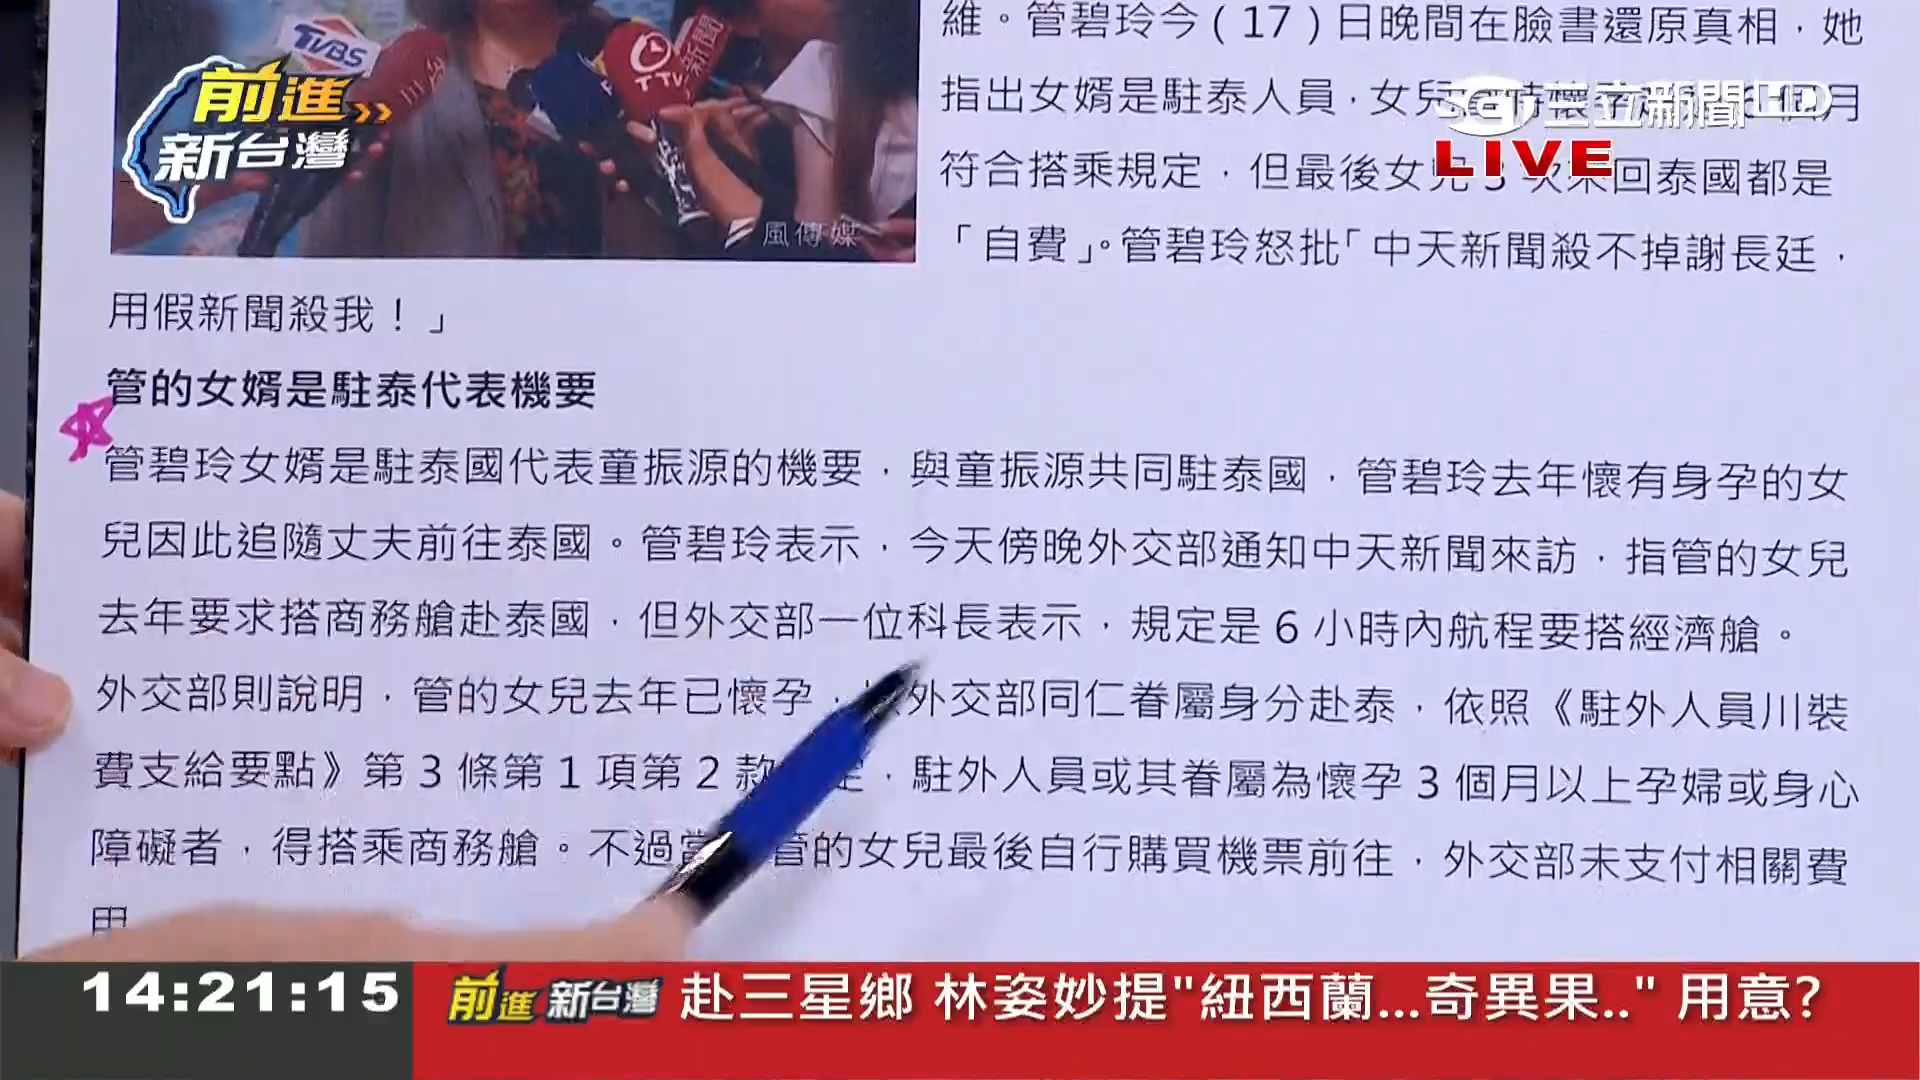 TVBS
TTV
新聞
前進
新台灣
風傳媒
SET三立新聞HD
LIVE
維。管碧玲今(17)日晚間在臉書還原真相，她
指出女婿是駐泰人員，女兒 個月
符合搭乘規定，但最後女兒3次來回泰國都是
「自費」。管碧玲怒批「中天新聞殺不掉謝長廷，
用假新聞殺我！」
管的女婿是駐泰代表機要
管碧玲女婿是駐泰國代表童振源的機要，與童振源共同駐泰國，管碧玲去年懷有身孕的女
兒因此追隨丈夫前往泰國。管碧玲表示，今天傍晚外交部通知中天新聞來訪，指管的女兒
去年要求搭商務艙赴泰國，但外交部一位科長表示，規定是6小時內航程要搭經濟艙。
外交部則說明，管的女兒去年已懷孕，外交部同仁眷屬身分赴泰，依照《駐外人員川裝
費支給要點》第3條第1項第2款 定，駐外人員或其眷屬為懷孕3個月以上孕婦或身心
障礙者，得搭乘商務艙。不過當 管的女兒最後自行購買機票前往，外交部未支付相關費
14:21:15
前進新台灣
赴三星鄉 林姿妙提"紐西蘭...奇異果.." 用意?